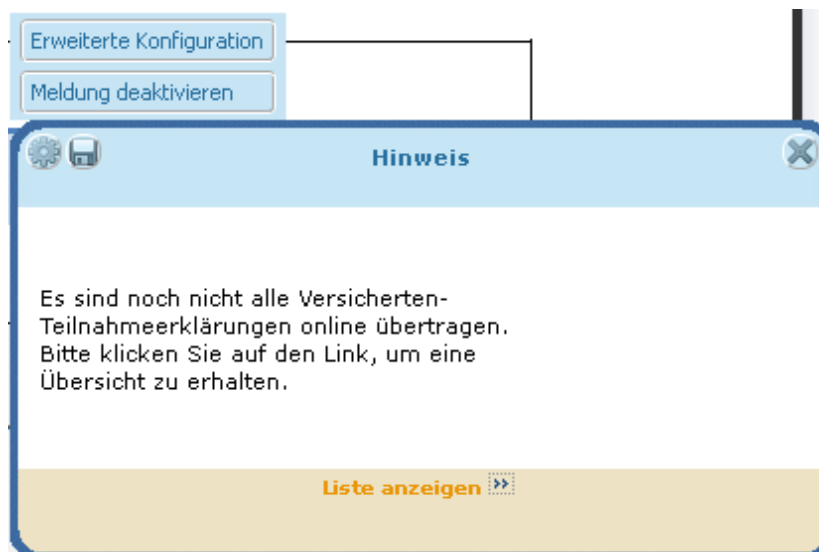 Erweiterte Konfiguration
Meldung deaktivieren
Hinweis
Es sind noch nicht alle Versicherten-
Teilnahmeerklärungen online übertragen.
Bitte klicken Sie auf den Link, um eine
Übersicht zu erhalten.
Liste anzeigen